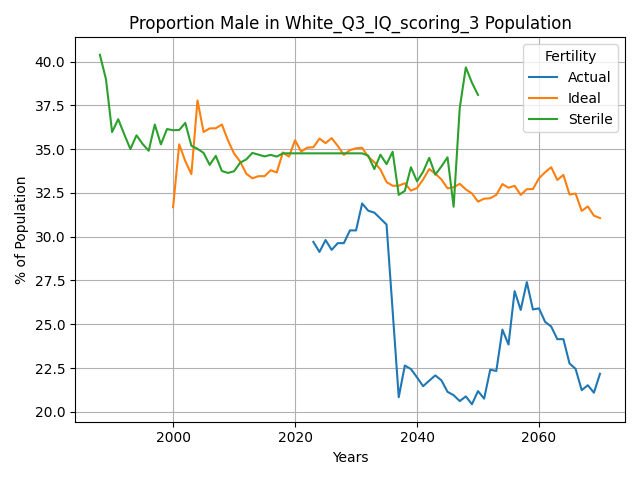 Proportion Male in White_Q3_IQ_scoring_3 Population
Fertility
Actual
Ideal
Sterile
% of Population
40.0
37.5
35.0
32.5
30.0
27.5
25.0
22.5
20.0
2000
2020
2040
2060
Years